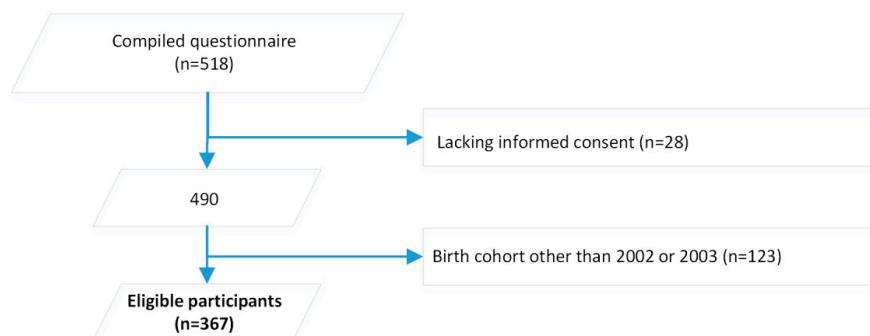 Compiled questionnaire
(n=518)
Lacking informed consent (n=28)
490
Birth cohort other than 2002 or 2003 (n=123)
Eligible participants
(n=367)